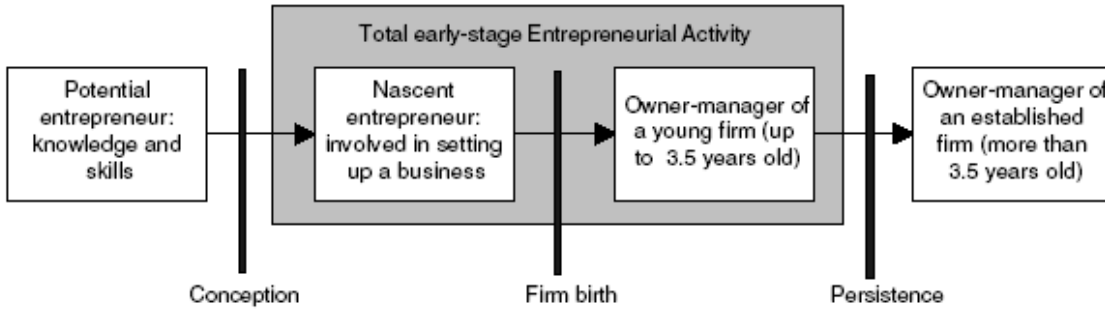 Total early-stage Entrepreneurial Activity
Potential
entrepreneur:
knowledge and
skills
Nascent
entrepreneur:
involved in setting
up a business
Owner-manager of
a young firm (up
to 3.5 years old)
Owner-manager of
an established
firm (more than
3.5 years old)
Conception
Firm birth
Persistence